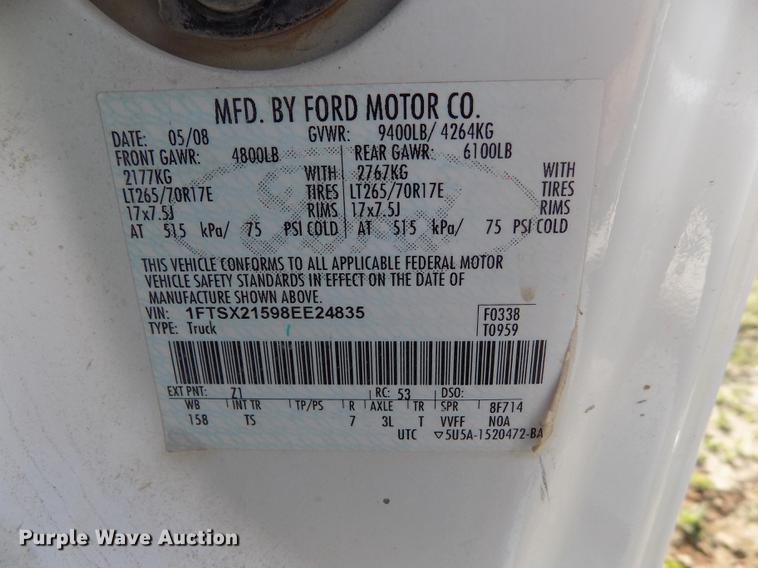 MFD. BY FORD MOTOR CO.
DATE: 05/08 GVWR: 9400LB/ 4264KG
FRONT GAWR: 4800LB REAR GAWR: 6100LB
2177KG WITH 2767KG WITH
LT265/70R17E TIRES LT265/70R17E TIRES
17x7.5J RIMS 17x7.5J RIMS
AT 515 kPa/ 75 PSI COLD AT 515 kPa/ 75 PSI COLD
THIS VEHICLE CONFORMS TO ALL APPLICABLE FEDERAL MOTOR
VEHICLE SAFETY STANDARDS IN EFFECT ON THE DATE OF
MANUFACTURE SHOWN ABOVE.
VIN: 1FTSX21598EE24835 F0338
TYPE: Truck T0959
EXT PNT: Z1 RC: 53 DSO:
WB INT TR TP/PS R AXLE TR SPR 8F714
158 TS 7 3L T VVFF N0A
UTC ▽5U5A-1520472-BA
Purple Wave Auction